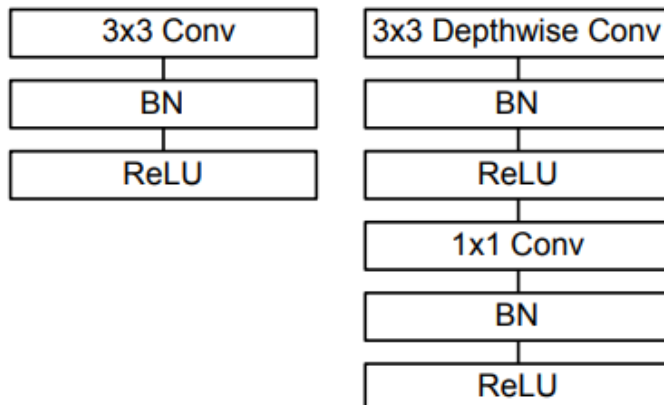 3x3 Conv
BN
ReLU
3x3 Depthwise Conv
BN
ReLU
1x1 Conv
BN
ReLU